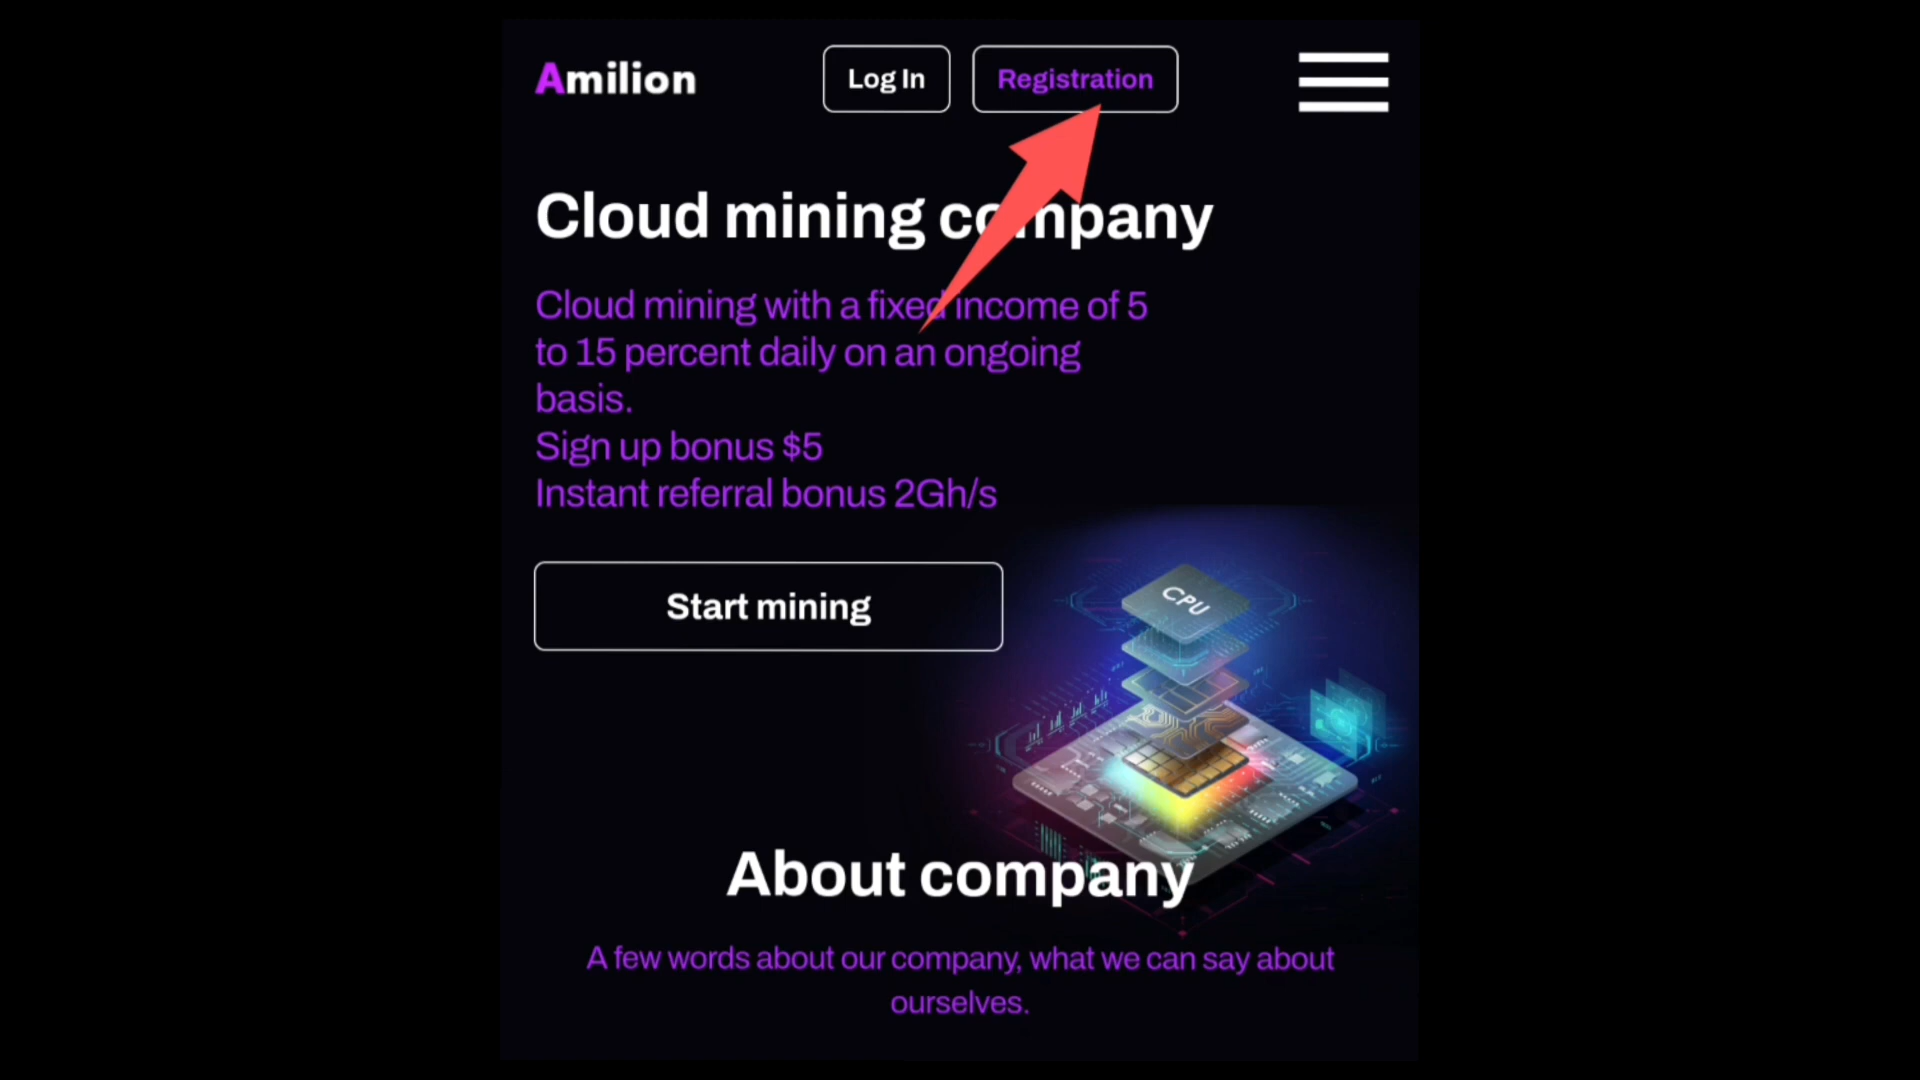 Amilion
Log In
Registration
Cloud mining company
Cloud mining with a fixed income of 5
to 15 percent daily on an ongoing
basis.
Sign up bonus $5
Instant referral bonus 2Gh/s
Start mining
CPU
About company
A few words about our company, what we can say about
ourselves.